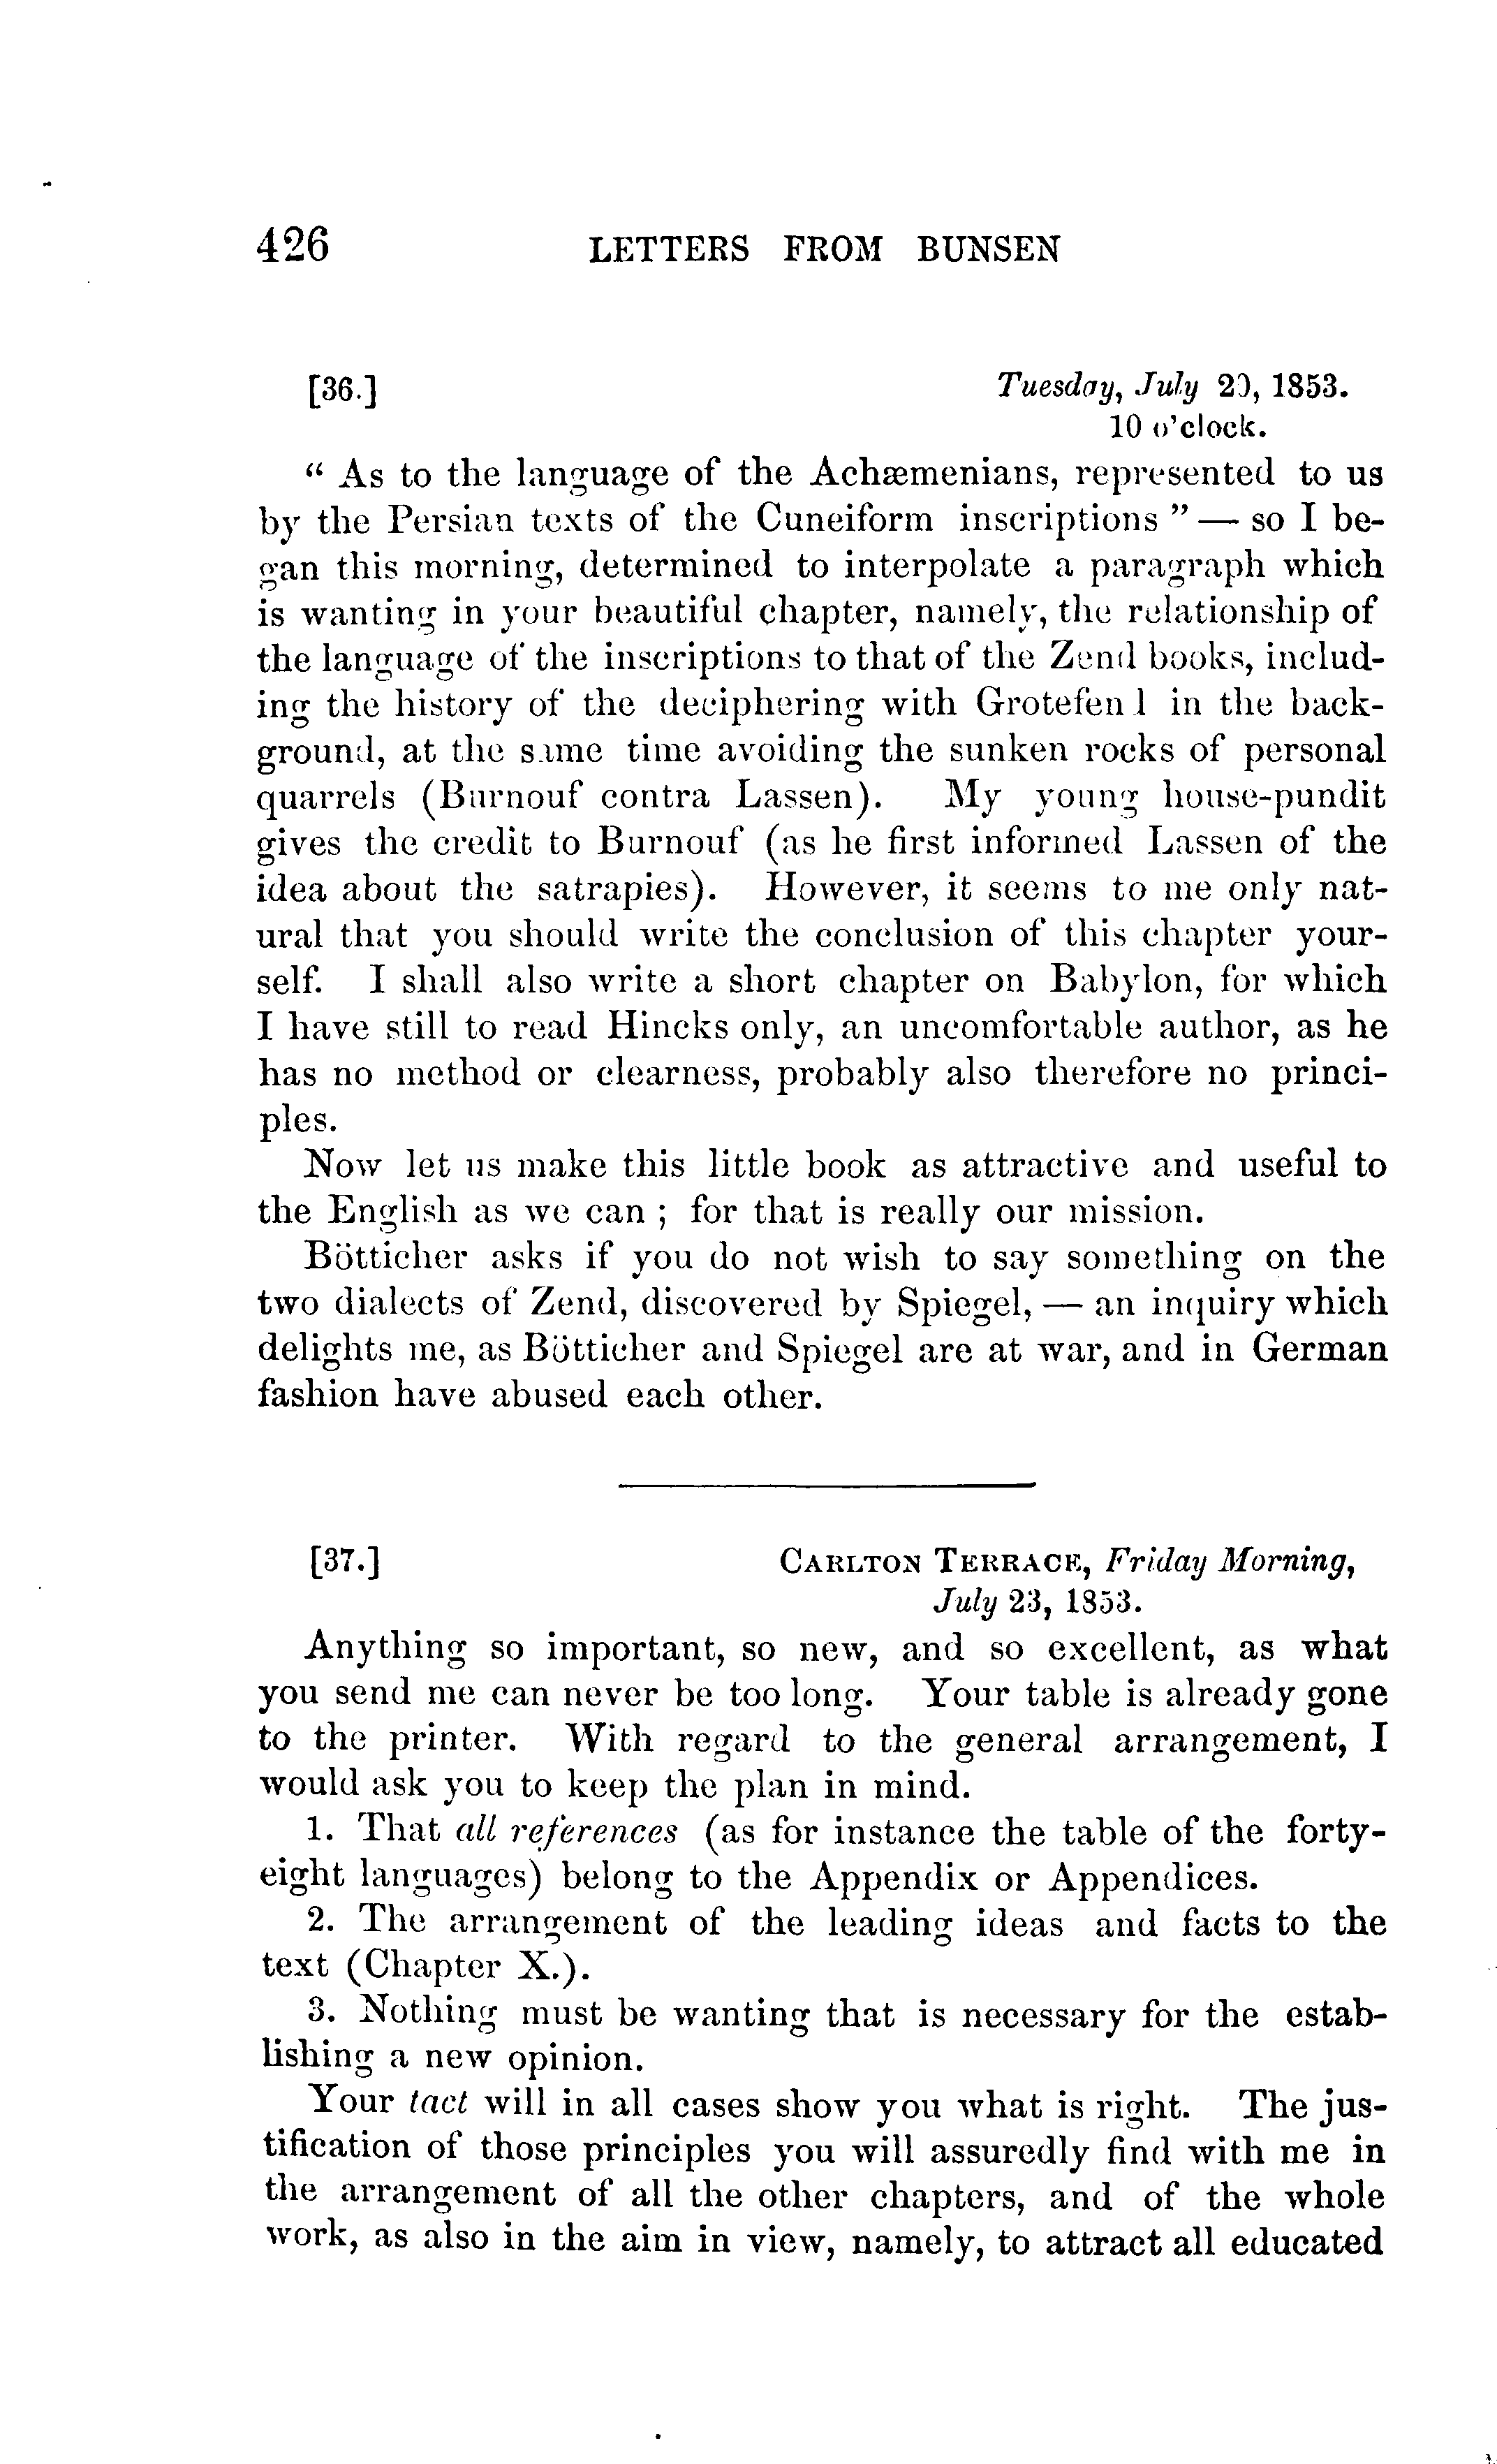 426 LETTERS FROM BUNSEN
[36.] Tuesday, July 20, 1853.
10 o'clock.
“ As to the language of the Achæmenians, represented to us
by the Persian texts of the Cuneiform inscriptions ” — so I be-
gan this morning, determined to interpolate a paragraph which
is wanting in your beautiful chapter, namely, the relationship of
the language of the inscriptions to that of the Zend books, includ-
ing the history of the deciphering with Grotefend in the back-
ground, at the same time avoiding the sunken rocks of personal
quarrels (Burnouf contra Lassen). My young house-pundit
gives the credit to Burnouf (as he first informed Lassen of the
idea about the satrapies). However, it seems to me only nat-
ural that you should write the conclusion of this chapter your-
self. I shall also write a short chapter on Babylon, for which
I have still to read Hincks only, an uncomfortable author, as he
has no method or clearness, probably also therefore no princi-
ples.
Now let us make this little book as attractive and useful to
the English as we can ; for that is really our mission.
Bötticher asks if you do not wish to say something on the
two dialects of Zend, discovered by Spiegel, — an inquiry which
delights me, as Bötticher and Spiegel are at war, and in German
fashion have abused each other.
[37.] CARLTON TERRACE, Friday Morning,
July 23, 1853.
Anything so important, so new, and so excellent, as what
you send me can never be too long. Your table is already gone
to the printer. With regard to the general arrangement, I
would ask you to keep the plan in mind.
1. That all references (as for instance the table of the forty-
eight languages) belong to the Appendix or Appendices.
2. The arrangement of the leading ideas and facts to the
text (Chapter X.).
3. Nothing must be wanting that is necessary for the estab-
lishing a new opinion.
Your tact will in all cases show you what is right. The jus-
tification of those principles you will assuredly find with me in
the arrangement of all the other chapters, and of the whole
work, as also in the aim in view, namely, to attract all educated